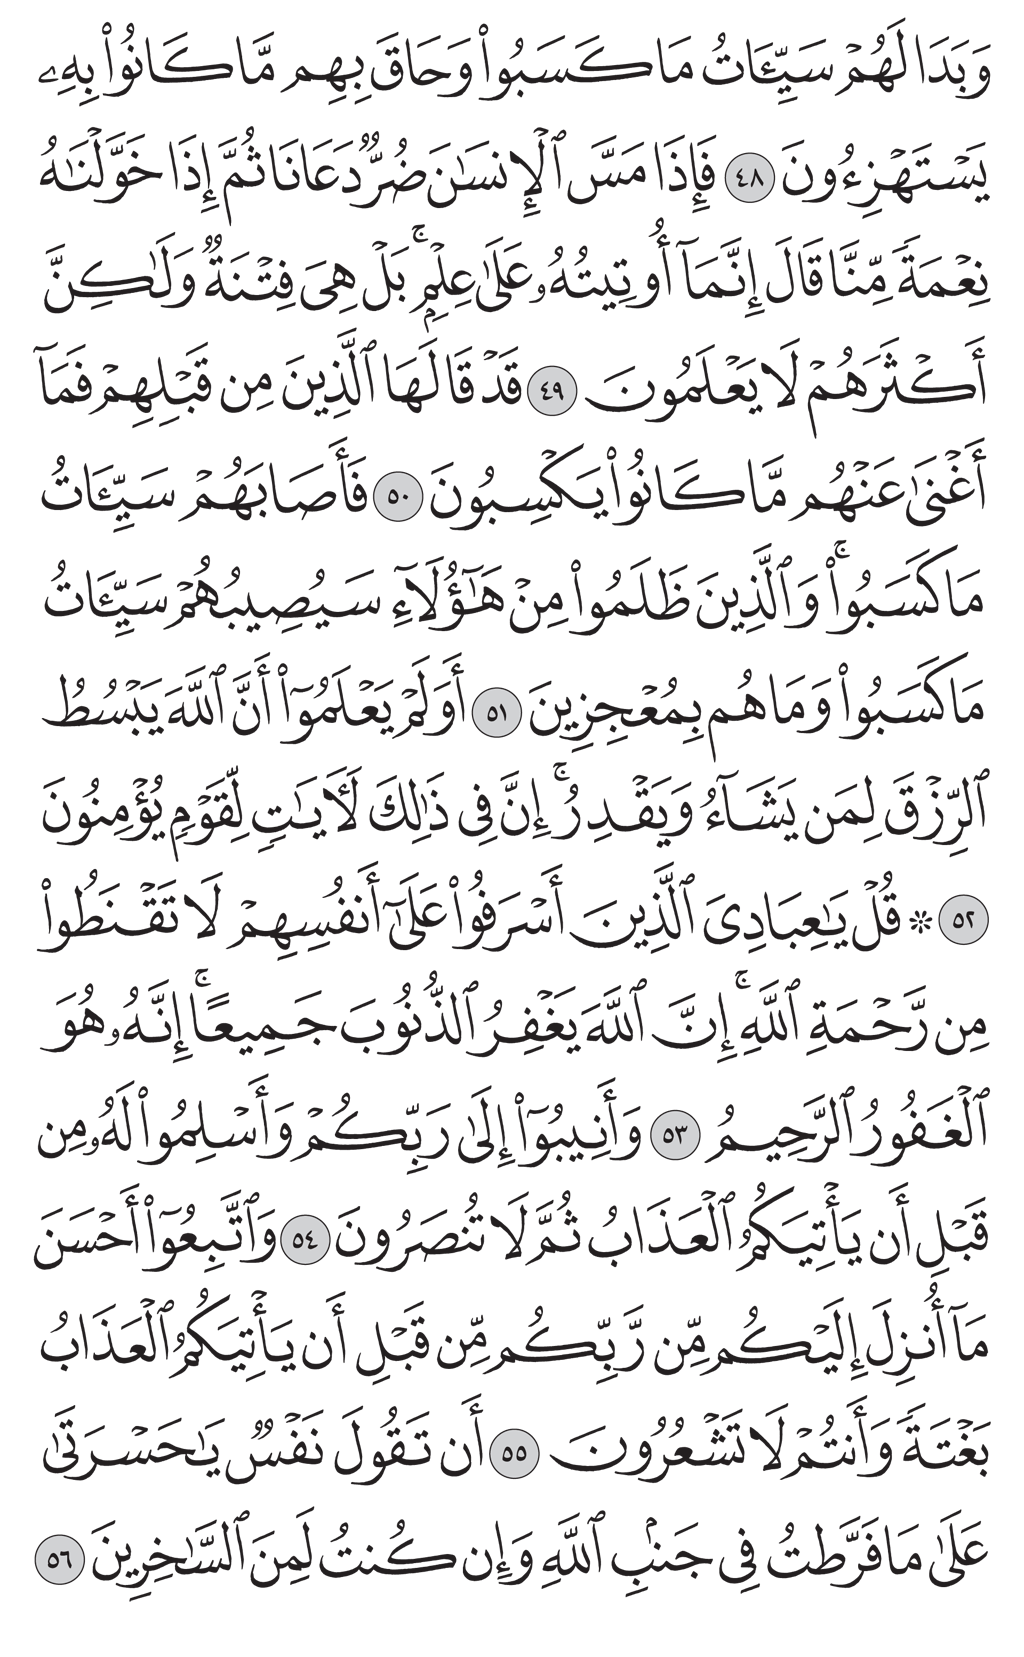 وَبَدَا لَهُمۡ سَيِّـَٔاتُ مَا كَسَبُواْ وَحَاقَ بِهِم مَّا كَانُواْ بِهِۦ
يَسۡتَهۡزِءُونَ ٤٨ فَإِذَا مَسَّ ٱلۡإِنسَٰنَ ضُرّٞ دَعَانَا ثُمَّ إِذَا خَوَّلۡنَٰهُ
نِعۡمَةٗ مِّنَّا قَالَ إِنَّمَآ أُوتِيتُهُۥ عَلَىٰ عِلۡمِۭۚ بَلۡ هِيَ فِتۡنَةٞ وَلَٰكِنَّ
أَكۡثَرَهُمۡ لَا يَعۡلَمُونَ ٤٩ قَدۡ قَالَهَا ٱلَّذِينَ مِن قَبۡلِهِمۡ فَمَآ
أَغۡنَىٰ عَنۡهُم مَّا كَانُواْ يَكۡسِبُونَ ٥٠ فَأَصَابَهُمۡ سَيِّـَٔاتُ
مَا كَسَبُواْۚ وَٱلَّذِينَ ظَلَمُواْ مِنۡ هَٰٓؤُلَآءِ سَيُصِيبُهُمۡ سَيِّـَٔاتُ
مَا كَسَبُواْ وَمَا هُم بِمُعۡجِزِينَ ٥١ أَوَلَمۡ يَعۡلَمُوٓاْ أَنَّ ٱللَّهَ يَبۡسُطُ
ٱلرِّزۡقَ لِمَن يَشَآءُ وَيَقۡدِرُۚ إِنَّ فِي ذَٰلِكَ لَأٓيَٰتٖ لِّقَوۡمٖ يُؤۡمِنُونَ
٥٢ ۞ قُلۡ يَٰعِبَادِيَ ٱلَّذِينَ أَسۡرَفُواْ عَلَىٰٓ أَنفُسِهِمۡ لَا تَقۡنَطُواْ
مِن رَّحۡمَةِ ٱللَّهِۚ إِنَّ ٱللَّهَ يَغۡفِرُ ٱلذُّنُوبَ جَمِيعًاۚ إِنَّهُۥ هُوَ
ٱلۡغَفُورُ ٱلرَّحِيمُ ٥٣ وَأَنِيبُوٓاْ إِلَىٰ رَبِّكُمۡ وَأَسۡلِمُواْ لَهُۥ مِن
قَبۡلِ أَن يَأۡتِيَكُمُ ٱلۡعَذَابُ ثُمَّ لَا تُنصَرُونَ ٥٤ وَٱتَّبِعُوٓاْ أَحۡسَنَ
مَآ أُنزِلَ إِلَيۡكُم مِّن رَّبِّكُم مِّن قَبۡلِ أَن يَأۡتِيَكُمُ ٱلۡعَذَابُ
بَغۡتَةٗ وَأَنتُمۡ لَا تَشۡعُرُونَ ٥٥ أَن تَقُولَ نَفۡسٞ يَٰحَسۡرَتَىٰ
عَلَىٰ مَا فَرَّطتُ فِي جَنۢبِ ٱللَّهِ وَإِن كُنتُ لَمِنَ ٱلسَّٰخِرِينَ ٥٦